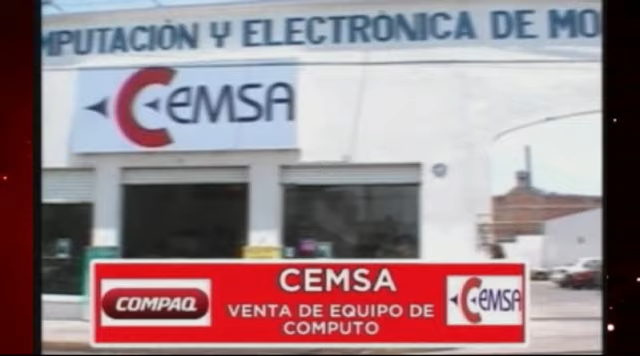 MPUTACIÓN Y ELECTRÓNICA DE MO
CEMSA
CEMSA
COMPAQ
VENTA DE EQUIPO DE
COMPUTO
CEMSA